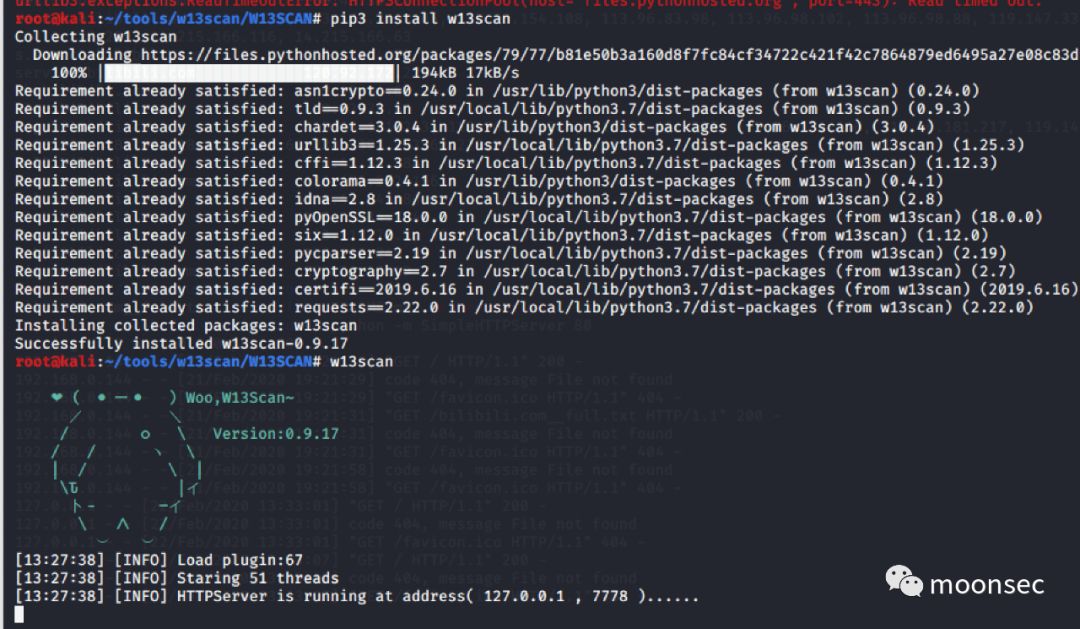 urllib3.exceptions.ReadTimeoutError: HTTPSConnectionPool(host='files.pythonhosted.org', port=443): Read timed out.
root@kali:~/tools/w13scan/W13SCAN# pip3 install w13scan
Collecting w13scan
Downloading https://files.pythonhosted.org/packages/79/77/b81e50b3a160d8f7fc84cf34722c421f42c7864879ed6495a27e08c83d
100% | | 194kB 17kB/s
Requirement already satisfied: asn1crypto==0.24.0 in /usr/lib/python3/dist-packages (from w13scan) (0.24.0)
Requirement already satisfied: tld==0.9.3 in /usr/local/lib/python3.7/dist-packages (from w13scan) (0.9.3)
Requirement already satisfied: chardet==3.0.4 in /usr/lib/python3/dist-packages (from w13scan) (3.0.4)
Requirement already satisfied: urllib3==1.25.3 in /usr/local/lib/python3.7/dist-packages (from w13scan) (1.25.3)
Requirement already satisfied: cffi==1.12.3 in /usr/local/lib/python3.7/dist-packages (from w13scan) (1.12.3)
Requirement already satisfied: colorama==0.4.1 in /usr/lib/python3/dist-packages (from w13scan) (0.4.1)
Requirement already satisfied: idna==2.8 in /usr/local/lib/python3.7/dist-packages (from w13scan) (2.8)
Requirement already satisfied: pyOpenSSL==18.0.0 in /usr/local/lib/python3.7/dist-packages (from w13scan) (18.0.0)
Requirement already satisfied: six==1.12.0 in /usr/local/lib/python3.7/dist-packages (from w13scan) (1.12.0)
Requirement already satisfied: pycparser==2.19 in /usr/local/lib/python3.7/dist-packages (from w13scan) (2.19)
Requirement already satisfied: cryptography==2.7 in /usr/local/lib/python3.7/dist-packages (from w13scan) (2.7)
Requirement already satisfied: certifi==2019.6.16 in /usr/local/lib/python3.7/dist-packages (from w13scan) (2019.6.16)
Requirement already satisfied: requests==2.22.0 in /usr/local/lib/python3.7/dist-packages (from w13scan) (2.22.0)
Installing collected packages: w13scan
Successfully installed w13scan-0.9.17
root@kali:~/tools/w13scan/W13SCAN# w13scan
Woo,W13Scan~
Version:0.9.17
[13:27:38] [INFO] Load plugin:67
[13:27:38] [INFO] Staring 51 threads
[13:27:38] [INFO] HTTPServer is running at address( 127.0.0.1 , 7778 )......
moonsec